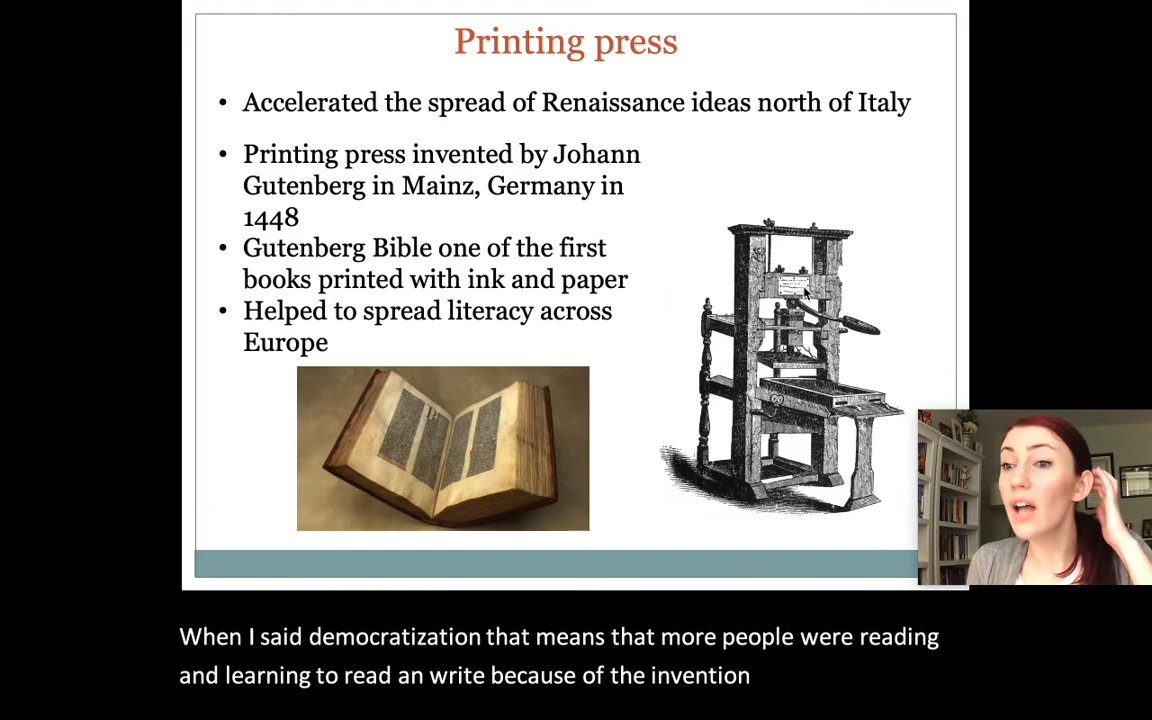 Printing press
• Accelerated the spread of Renaissance ideas north of Italy
• Printing press invented by Johann
Gutenberg in Mainz, Germany in
1448
• Gutenberg Bible one of the first
books printed with ink and paper
• Helped to spread literacy across
Europe
When I said democratization that means that more people were reading
and learning to read an write because of the invention